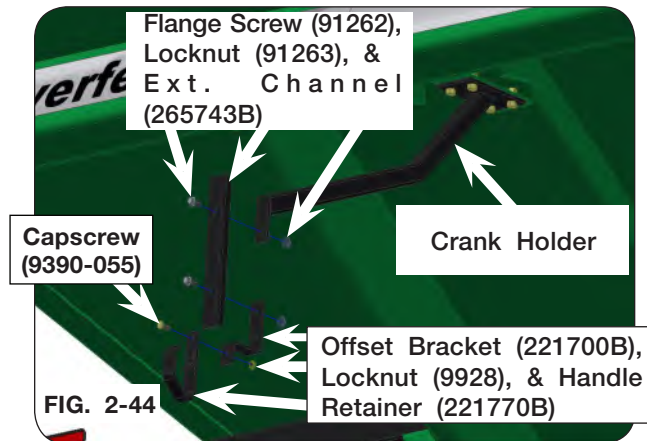 Flange Screw (91262),
Locknut (91263), &
Ext. Channel
(265743B)
verfe
Capscrew
(9390-055)
Crank Holder
Offset Bracket (221700B),
Locknut (9928), & Handle
Retainer (221770B)
FIG. 2-44